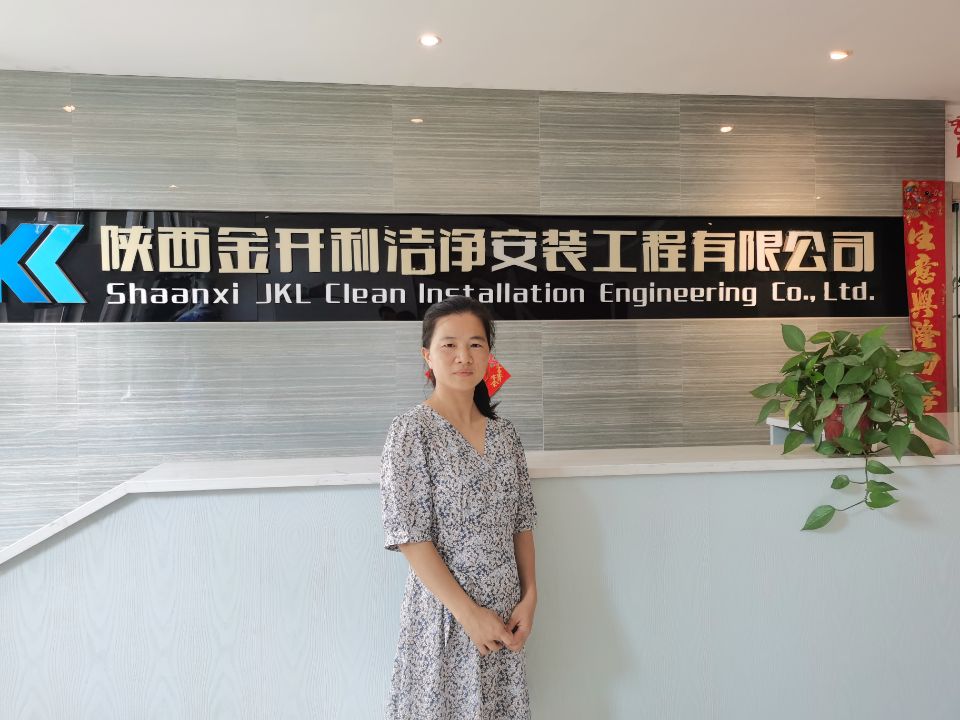 陕西金开利洁净安装工程有限公司
Shaanxi JKL Clean Installation Engineering Co., Ltd.
生意興隆